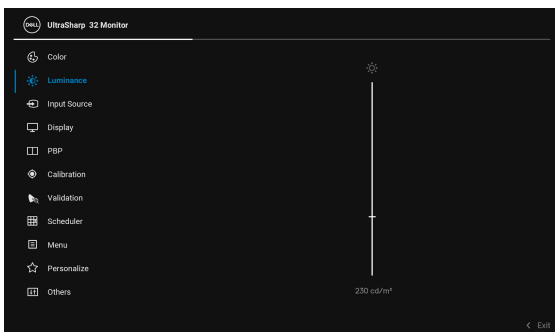 DELL UltraSharp 32 Monitor
Color
Luminance
Input Source
Display
PBP
Calibration
Validation
Scheduler
Menu
Personalize
Others
230 cd/m²
Exit